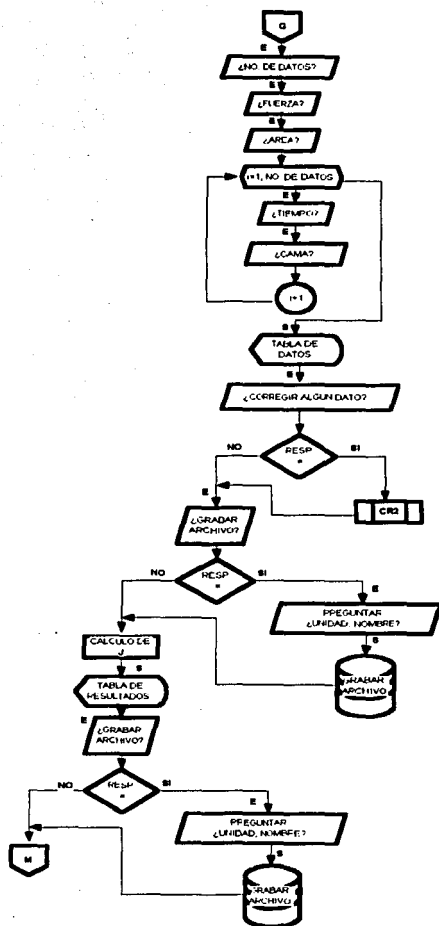 G
E
¿NO. DE DATOS?
E
¿FUERZA?
E
¿AREA?
I=1, NO. DE DATOS
E
¿TIEMPO?
E
¿CAMA?
I+1
S
TABLA DE
DATOS
E
¿CORREGIR ALGUN DATO?
NO
RESP
=
SI
CR2
E
¿GRABAR
ARCHIVO?
NO
RESP
=
SI
E
PREGUNTAR
¿UNIDAD, NOMBRE?
S
GRABAR
ARCHIVO
CALCULO DE
J
S
TABLA DE
RESULTADOS
E
¿GRABAR
ARCHIVO?
NO
RESP
=
SI
E
PREGUNTAR
¿UNIDAD, NOMBRE?
S
GRABAR
ARCHIVO
M